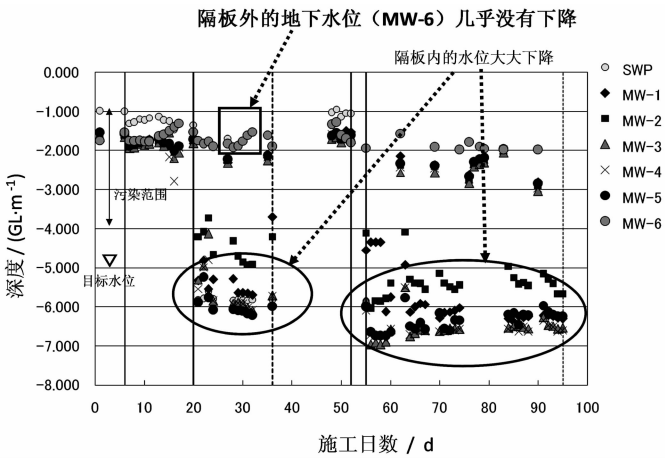 隔板外的地下水位（MW-6）几乎没有下降
隔板内的水位大大下降
0.000
-1.000
-2.000
-3.000
-4.000
-5.000
-6.000
-7.000
-8.000
深度 / (GL·m⁻¹)
污染范围
目标水位
SWP
MW-1
MW-2
MW-3
MW-4
MW-5
MW-6
0 10 20 30 40 50 60 70 80 90 100
施工日数 / d